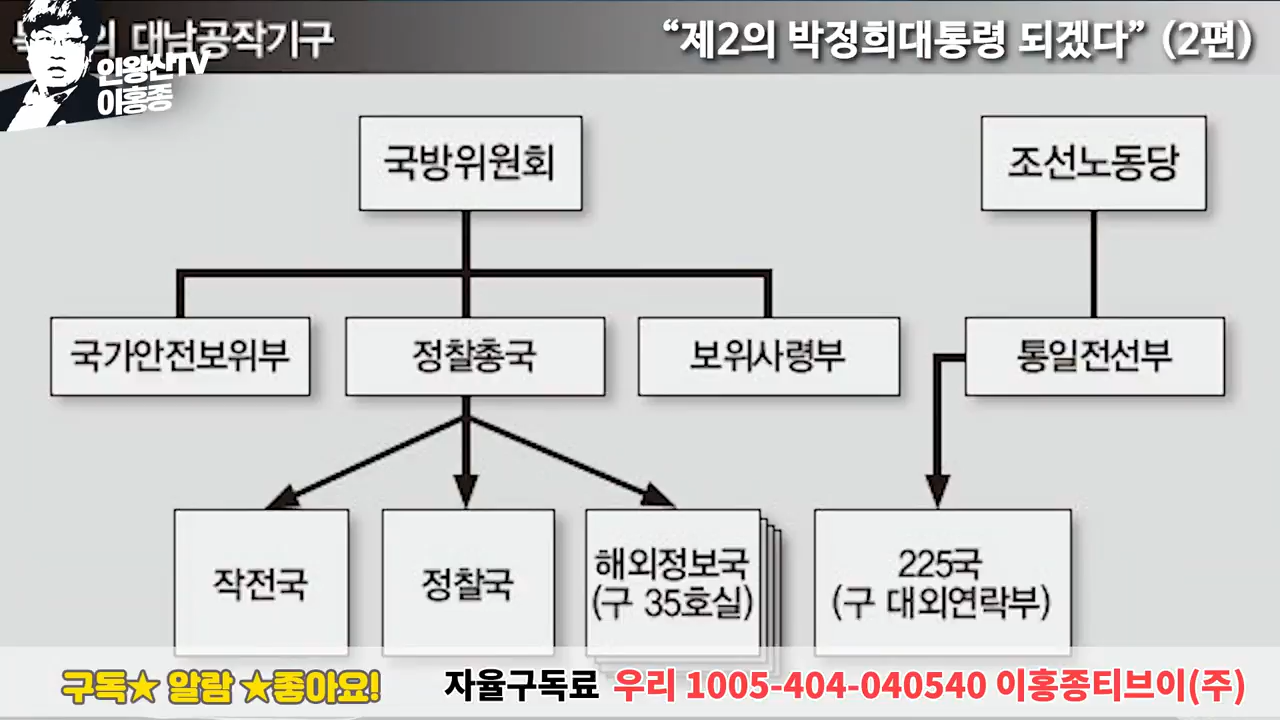 의 대남공작기구
“제2의 박정희대통령 되겠다” (2편)
인왕산TV
이홍종
국방위원회
조선노동당
국가안전보위부
정찰총국
보위사령부
통일전선부
작전국
정찰국
해외정보국
(구 35호실)
225국
(구 대외연락부)
구독★ 알람 ★좋아요!
자율구독료 우리 1005-404-040540 이홍종티브이(주)